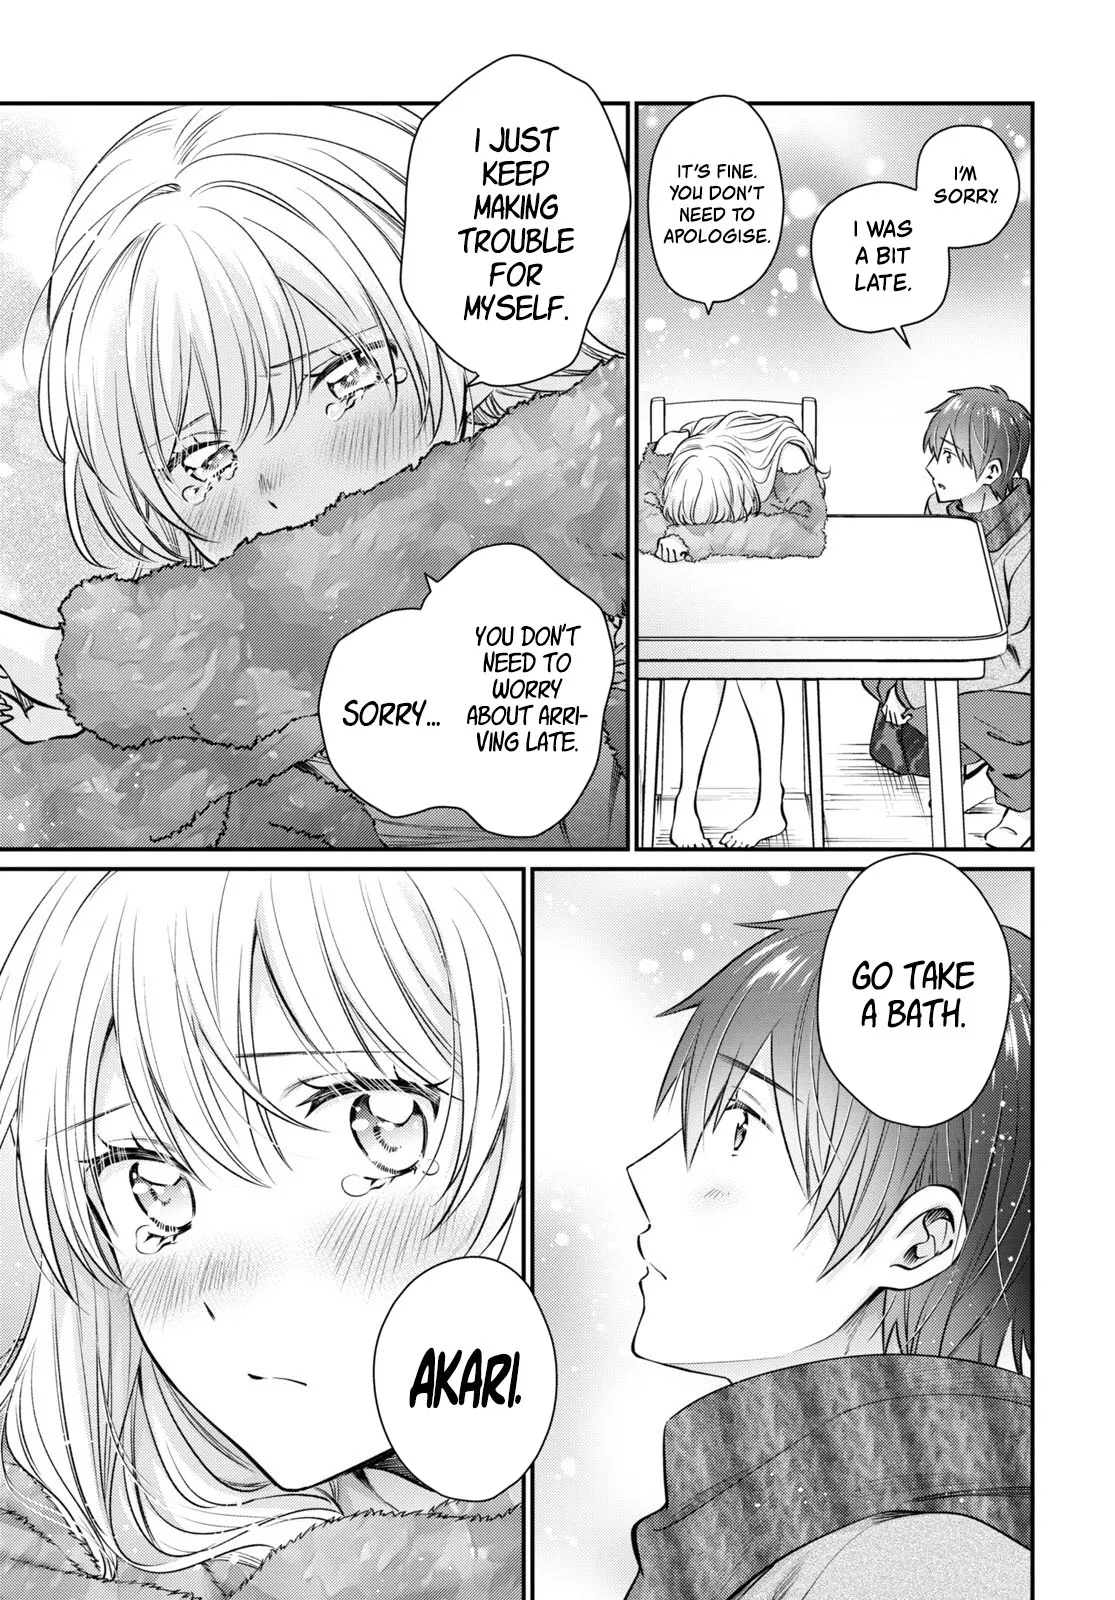 I'M
SORRY.
I WAS
A BIT
LATE.
IT'S FINE.
YOU DON'T
NEED TO
APOLOGISE.
I JUST
KEEP
MAKING
TROUBLE
FOR
MYSELF.
YOU DON'T
NEED TO
WORRY
ABOUT ARRI-
VING LATE.
SORRY...
GO TAKE
A BATH.
AKARI.